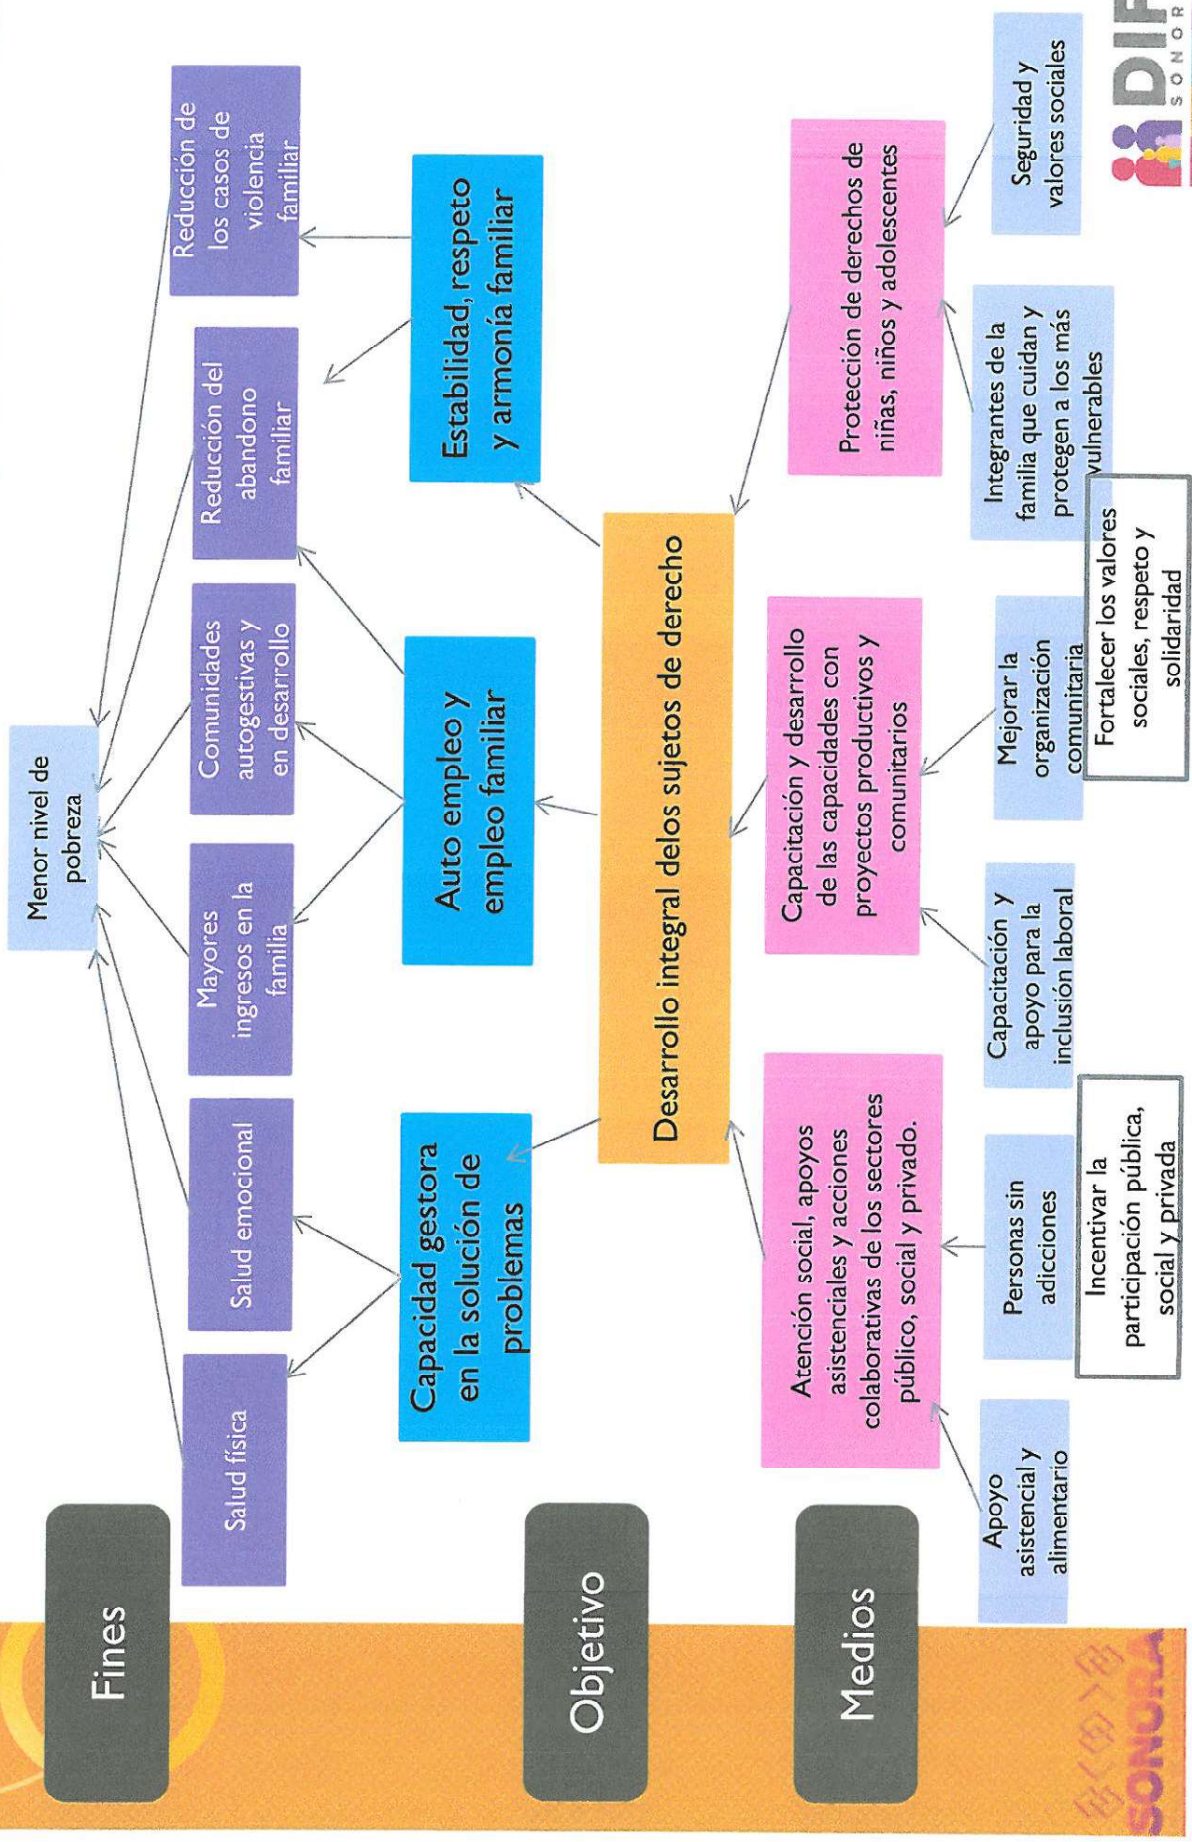 Fines
Menor nivel de
pobreza
Salud física
Salud emocional
Mayores
ingresos en la
familia
Comunidades
autogestivas y
en desarrollo
Reducción del
abandono
familiar
Reducción de
los casos de
violencia
familiar
Capacidad gestora
en la solución de
problemas
Auto empleo y
empleo familiar
Estabilidad, respeto
y armonía familiar
Objetivo
Desarrollo integral delos sujetos de derecho
Medios
Atención social, apoyos
asistenciales y acciones
colaborativas de los sectores
público, social y privado.
Capacitación y desarrollo
de las capacidades con
proyectos productivos y
comunitarios
Protección de derechos de
niñas, niños y adolescentes
Apoyo
asistencial y
alimentario
Personas sin
adicciones
Capacitación y
apoyo para la
inclusión laboral
Mejorar la
organización
comunitaria
Integrantes de la
familia que cuidan y
protegen a los más
vulnerables
Seguridad y
valores sociales
Incentivar la
participación pública,
social y privada
Fortalecer los valores
sociales, respeto y
solidaridad
SONORA
DIF
SONOR